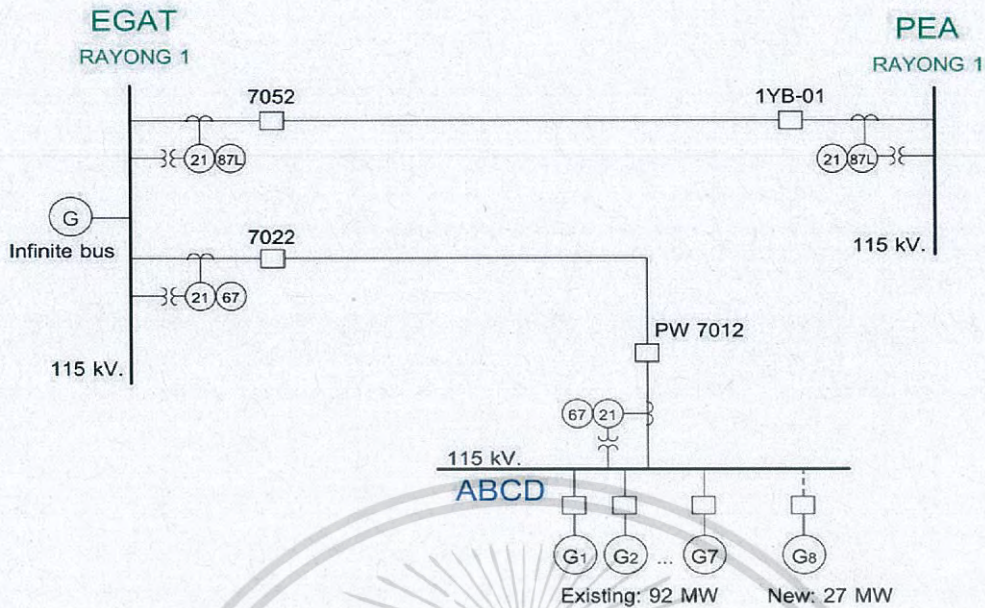 EGAT
RAYONG 1
PEA
RAYONG 1
7052
1YB-01
21 87L
21 87L
G
Infinite bus
7022
115 kV.
21 67
PW 7012
115 kV.
67 21
115 kV.
ABCD
G1 G2 ... G7 G8
Existing: 92 MW New: 27 MW